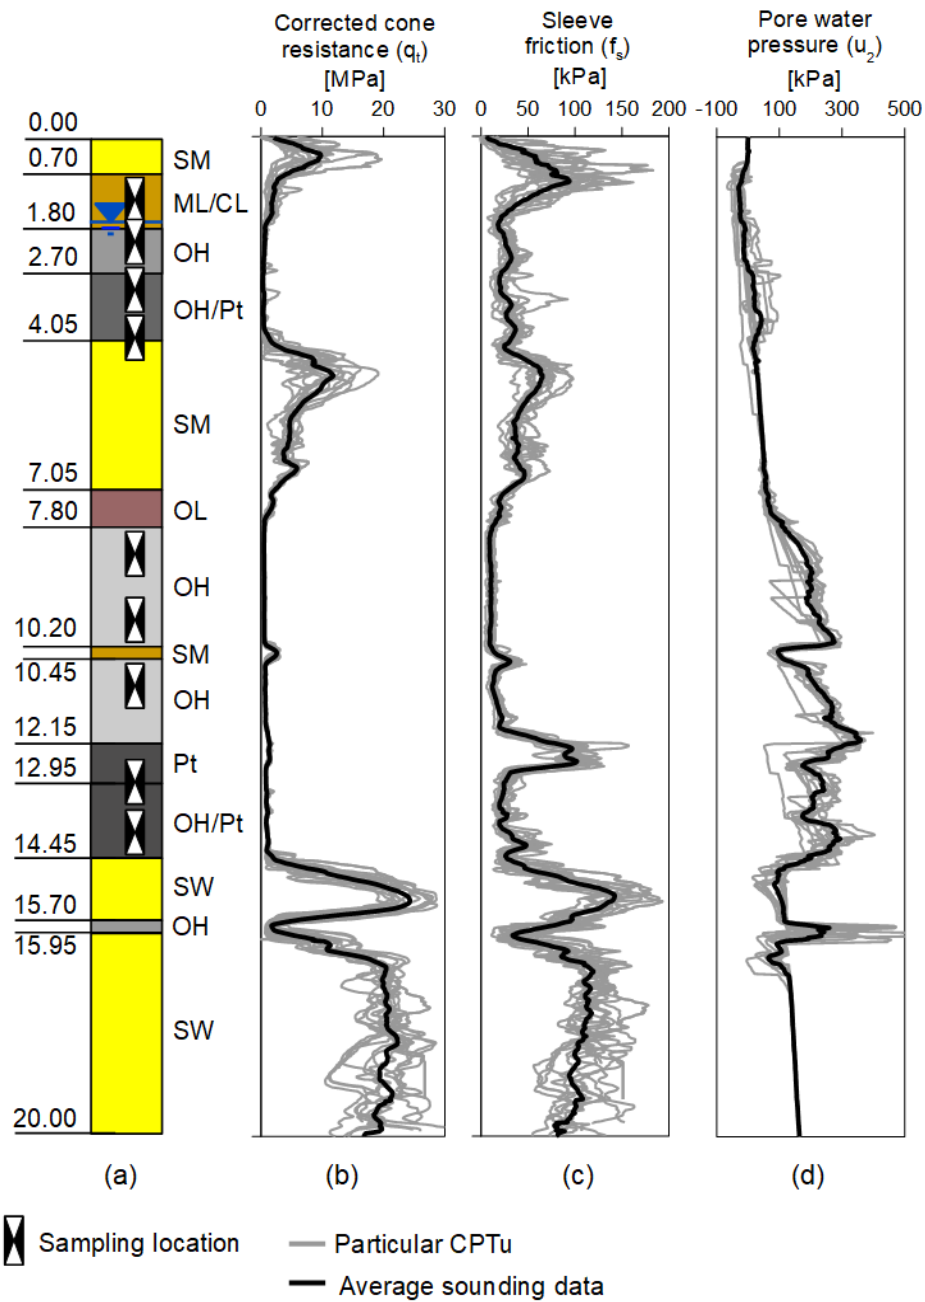 Corrected cone
resistance (qt)
[MPa]
Sleeve
friction (fs)
[kPa]
Pore water
pressure (u2)
[kPa]
0 10 20 30
0 50 100 150 200
-100 100 300 500
0.00
0.70
SM
1.80
ML/CL
2.70
OH
4.05
OH/Pt
SM
7.05
7.80
OL
OH
10.20
SM
10.45
OH
12.15
Pt
12.95
OH/Pt
14.45
SW
15.70
OH
15.95
SW
20.00
(a)
(b)
(c)
(d)
Sampling location
Particular CPTu
Average sounding data